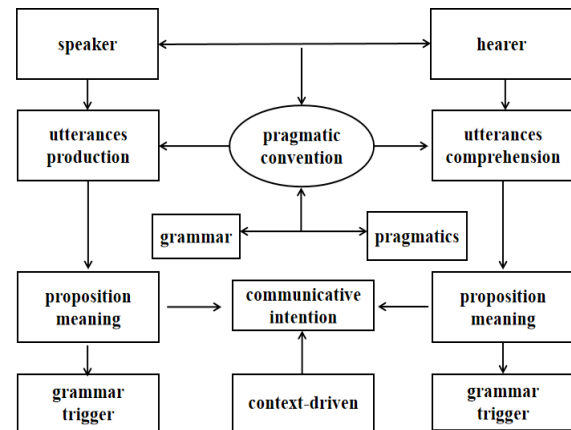 speaker
hearer
utterances
production
pragmatic
convention
utterances
comprehension
grammar
pragmatics
proposition
meaning
communicative
intention
proposition
meaning
grammar
trigger
context-driven
grammar
trigger